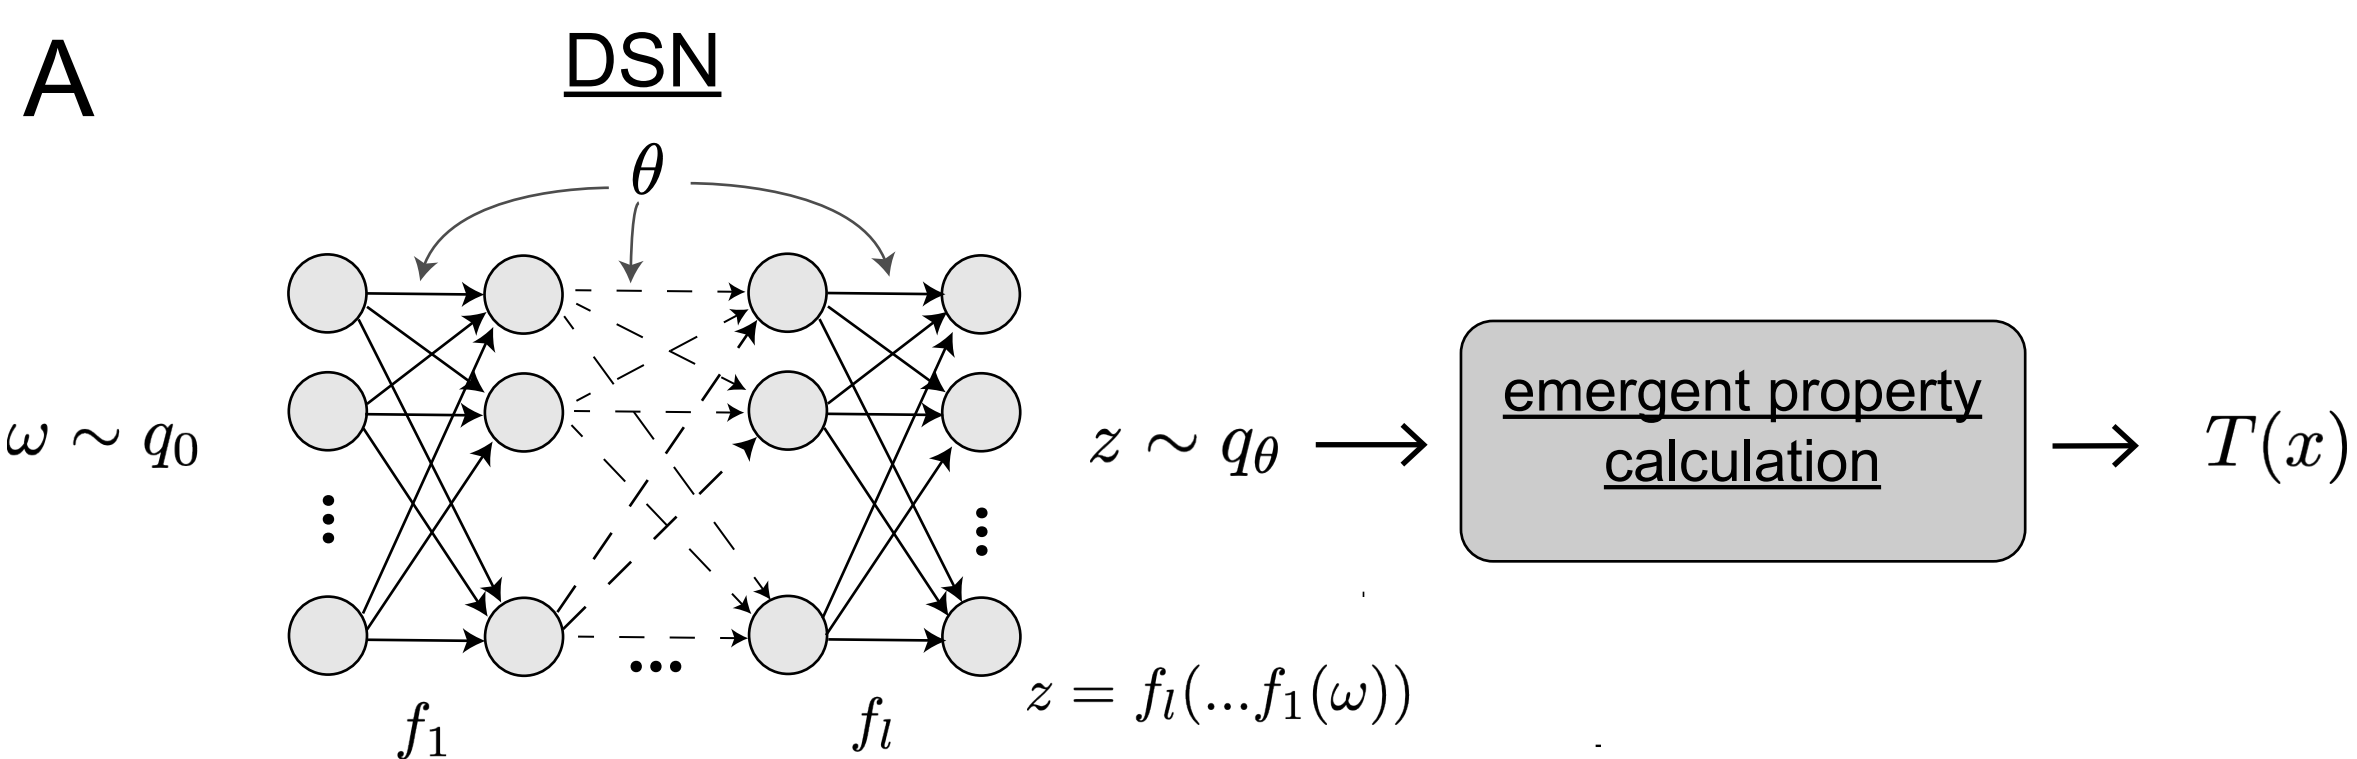 A
DSN
θ
ω ∼ q₀
z ∼ q_θ
emergent property
calculation
T(x)
f₁
f_l
z = f_l(...f₁(ω))